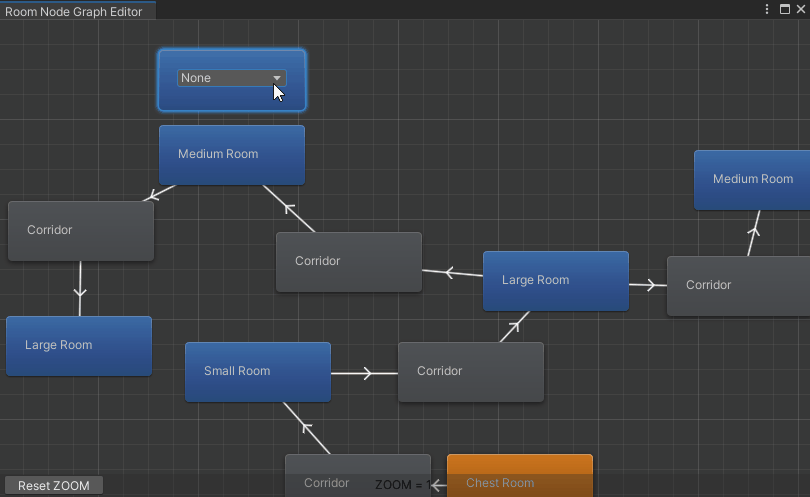 Room Node Graph Editor
None
Medium Room
Medium Room
Corridor
Corridor
Large Room
Corridor
Large Room
Small Room
Corridor
Corridor
ZOOM = 1
Chest Room
Reset ZOOM